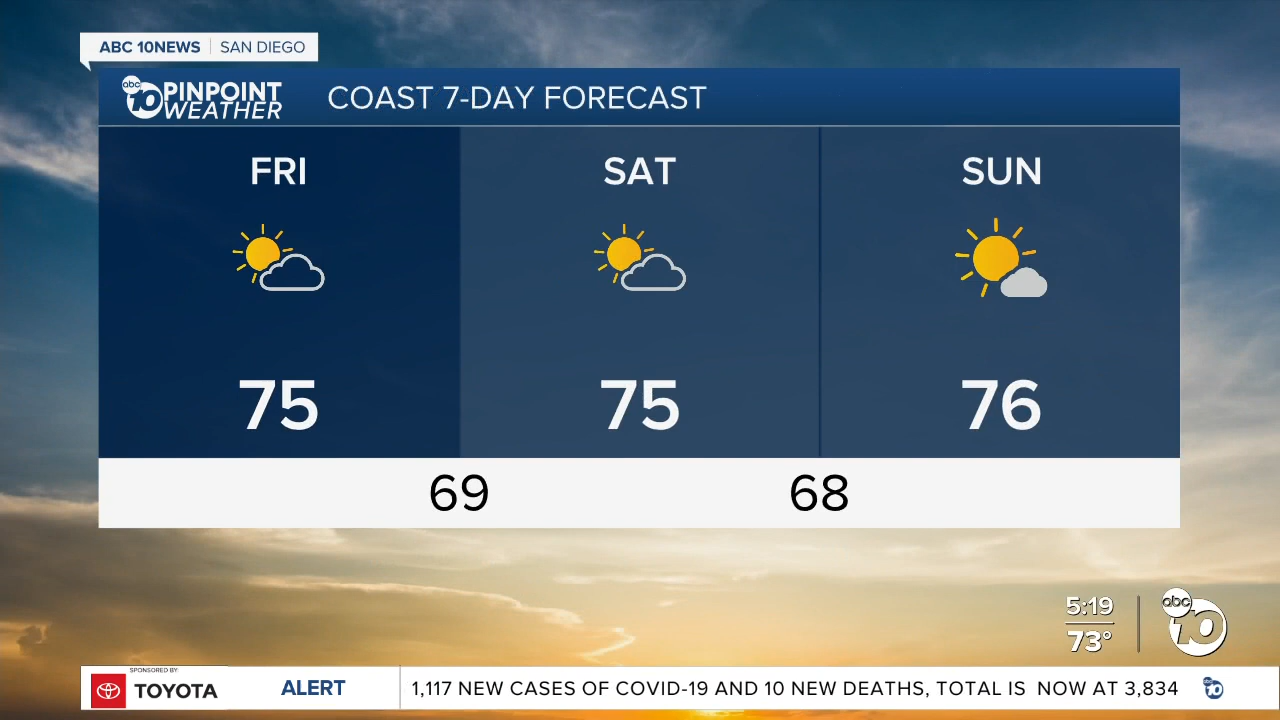 ABC 10NEWS | SAN DIEGO
abc 10 PINPOINT WEATHER
COAST 7-DAY FORECAST
FRI SAT SUN
75 75 76
69 68
5:19
73°
abc 10
SPONSORED BY:
TOYOTA
ALERT
1,117 NEW CASES OF COVID-19 AND 10 NEW DEATHS, TOTAL IS NOW AT 3,834
abc 10